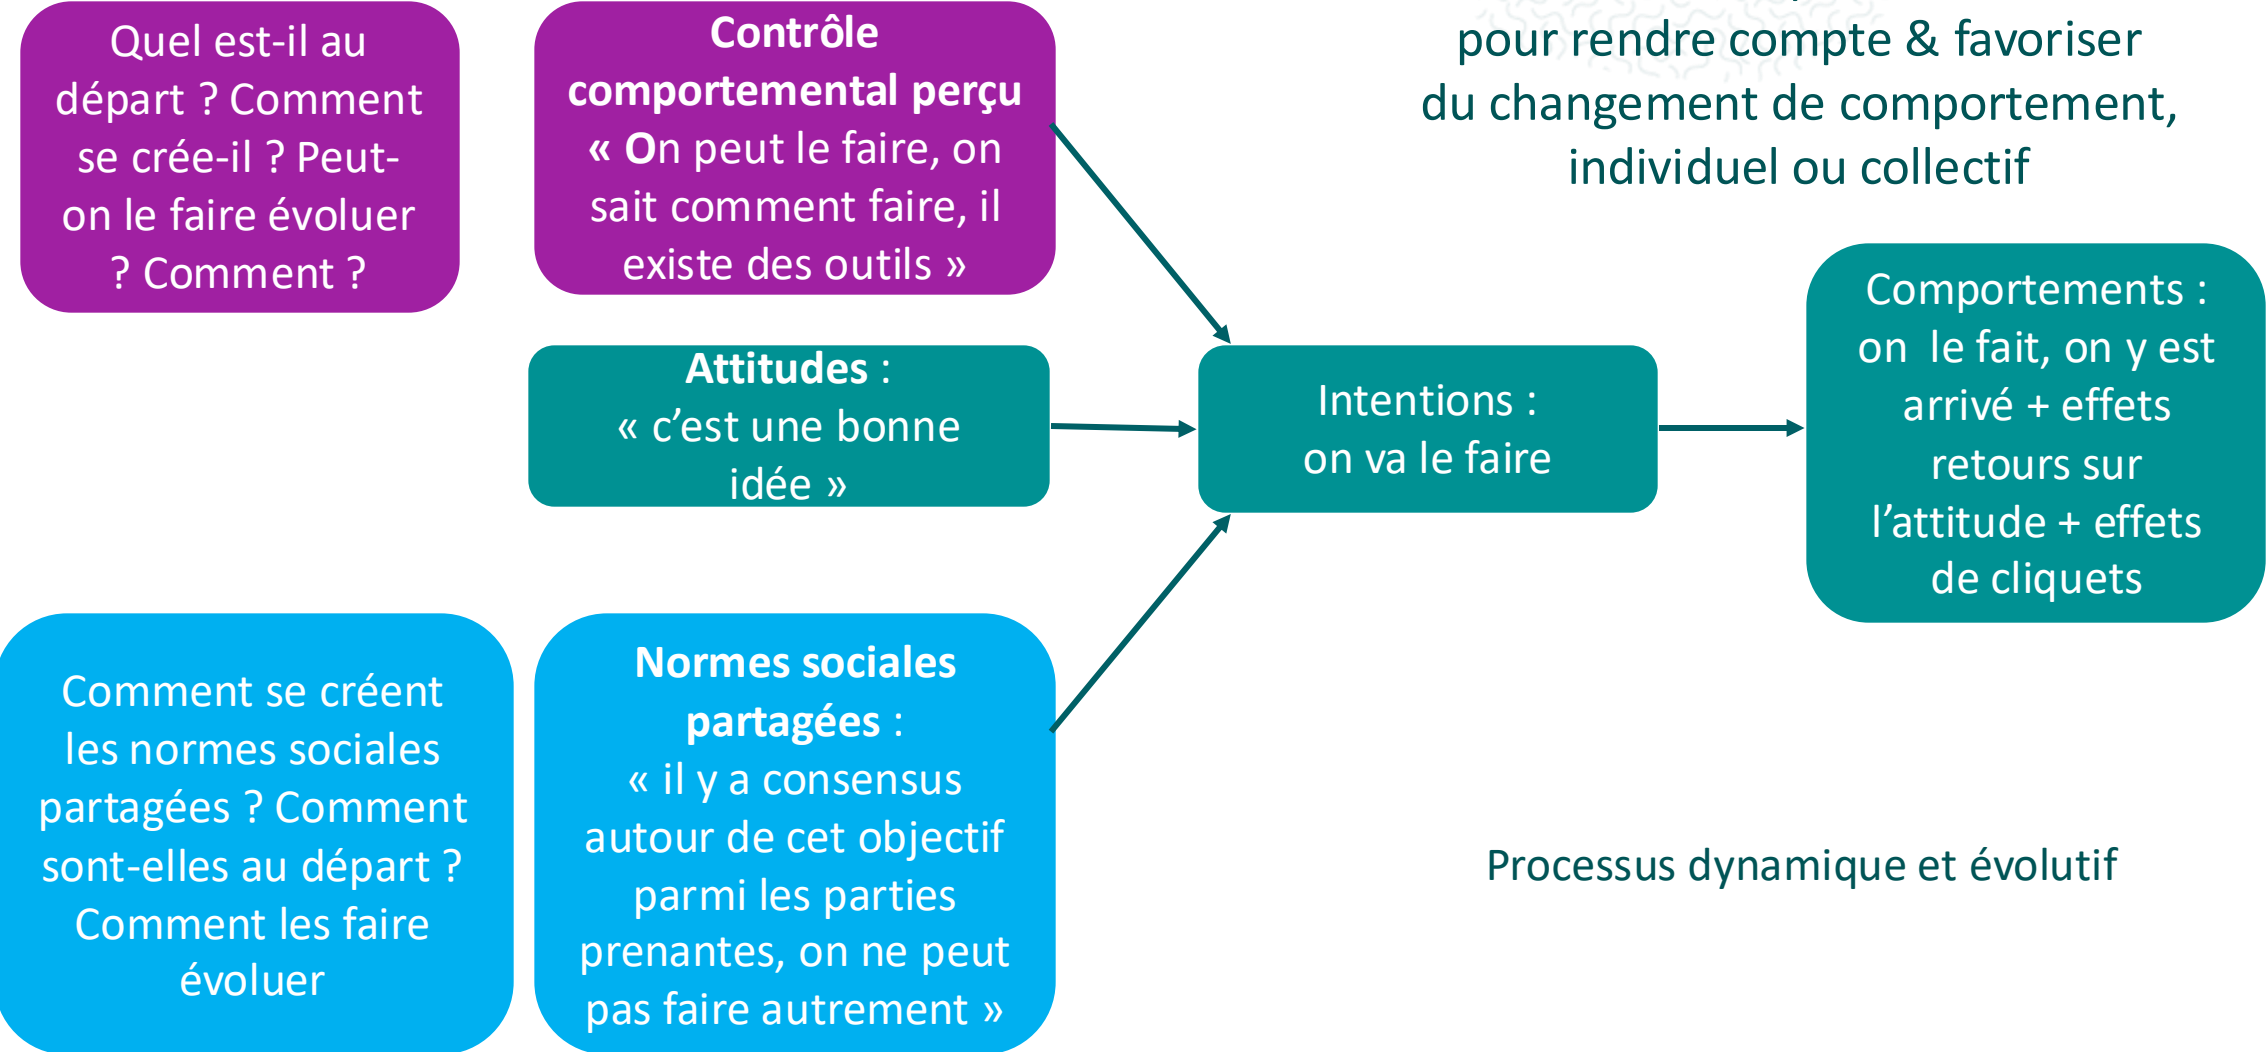 Quel est-il au
départ ? Comment
se crée-il ? Peut-
on le faire évoluer
? Comment ?
Contrôle
comportemental perçu
« On peut le faire, on
sait comment faire, il
existe des outils »
pour rendre compte & favoriser
du changement de comportement,
individuel ou collectif
Attitudes :
« c’est une bonne
idée »
Intentions :
on va le faire
Comportements :
on le fait, on y est
arrivé + effets
retours sur
l’attitude + effets
de cliquets
Comment se créent
les normes sociales
partagées ? Comment
sont-elles au départ ?
Comment les faire
évoluer
Normes sociales
partagées :
« il y a consensus
autour de cet objectif
parmi les parties
prenantes, on ne peut
pas faire autrement »
Processus dynamique et évolutif